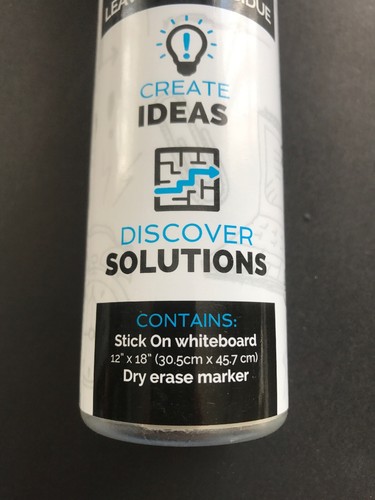 CREATE
IDEAS
DISCOVER
SOLUTIONS
CONTAINS:
Stick On whiteboard
12" x 18" (30.5cm x 45.7 cm)
Dry erase marker